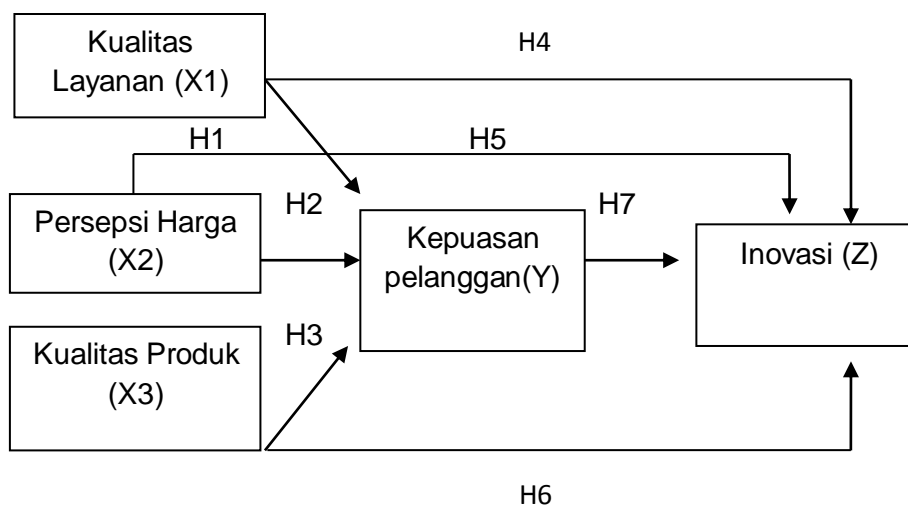 Kualitas
Layanan (X1)
H4
H1
H5
Persepsi Harga
(X2)
H2
Kepuasan
pelanggan(Y)
H7
Inovasi (Z)
Kualitas Produk
(X3)
H3
H6